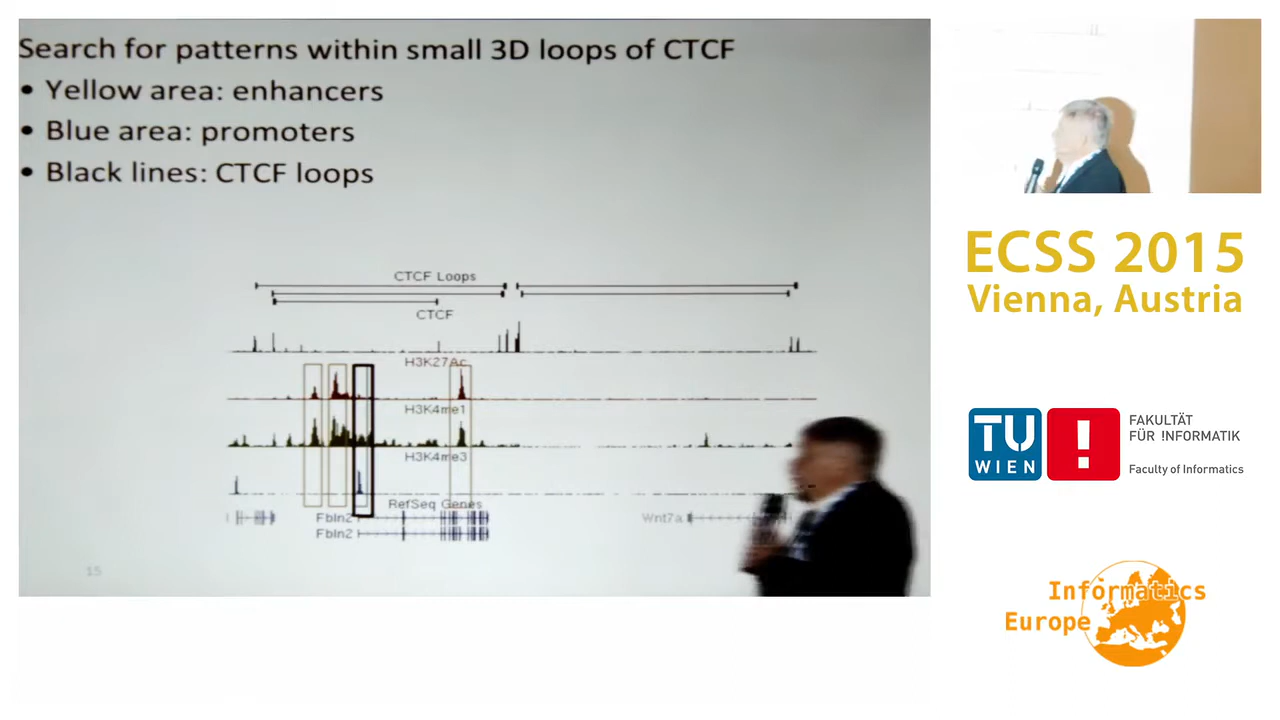 Search for patterns within small 3D loops of CTCF
• Yellow area: enhancers
• Blue area: promoters
• Black lines: CTCF loops
CTCF Loops
CTCF
H3K27Ac
H3K4me1
H3K4me3
RefSeq Genes
Fbln2
Wnt7a
Fbln2
15
ECSS 2015
Vienna, Austria
TU
WIEN
!
FAKULTÄT
FÜR !NFORMATIK
Faculty of Informatics
Informatics
Europe